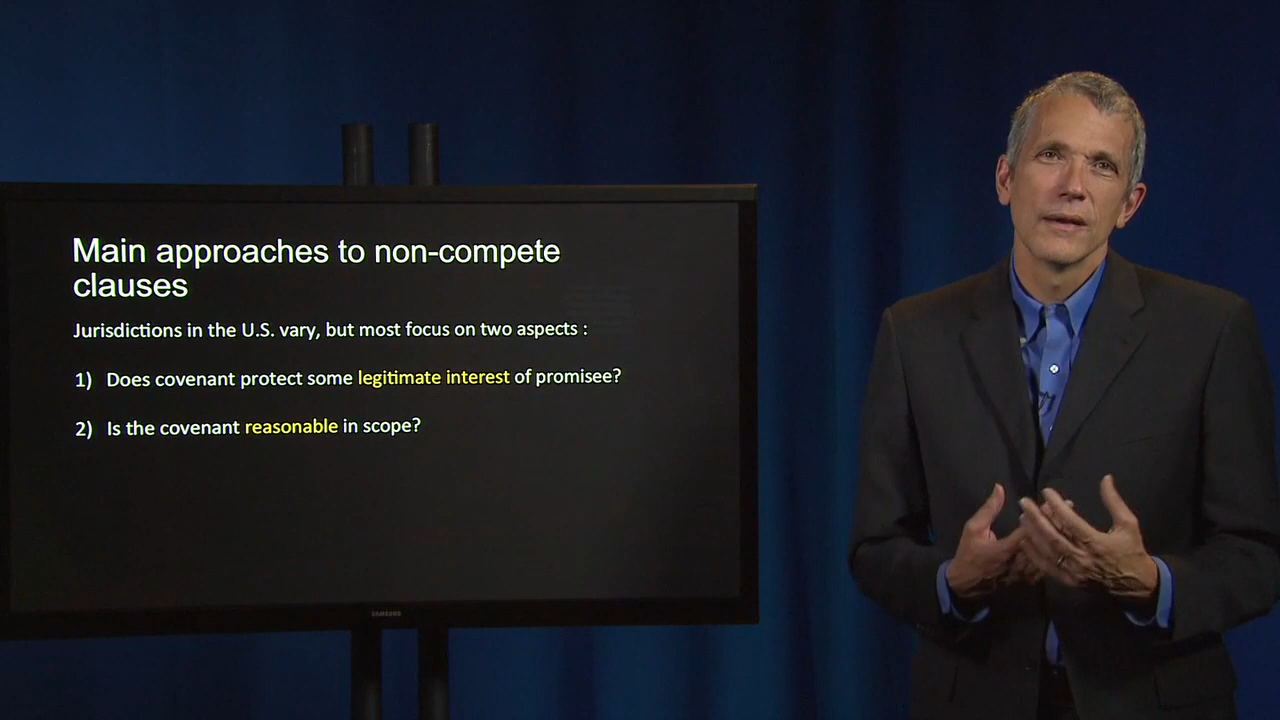 Main approaches to non-compete
clauses
Jurisdictions in the U.S. vary, but most focus on two aspects :
1) Does covenant protect some legitimate interest of promisee?
2) Is the covenant reasonable in scope?
SAMSUNG